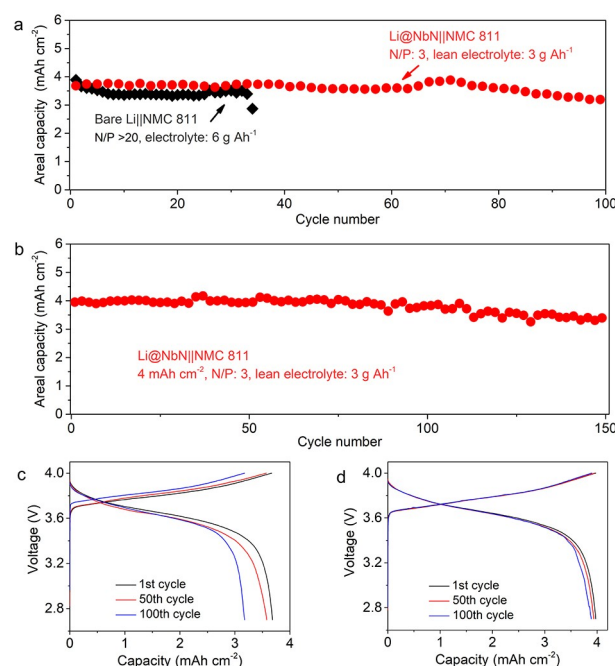 a
Areal capacity (mAh cm⁻²)
6
5
4
3
2
1
0
Li@NbN||NMC 811
N/P: 3, lean electrolyte: 3 g Ah⁻¹
Bare Li||NMC 811
N/P >20, electrolyte: 6 g Ah⁻¹
0 20 40 60 80 100
Cycle number
b
Areal capacity (mAh cm⁻²)
6
5
4
3
2
1
0
Li@NbN||NMC 811
4 mAh cm⁻², N/P: 3, lean electrolyte: 3 g Ah⁻¹
0 50 100 150
Cycle number
c
Voltage (V)
4.0
3.6
3.2
2.8
1st cycle
50th cycle
100th cycle
0 1 2 3 4
Capacity (mAh cm⁻²)
d
Voltage (V)
4.0
3.6
3.2
2.8
1st cycle
50th cycle
100th cycle
0 1 2 3 4
Capacity (mAh cm⁻²)